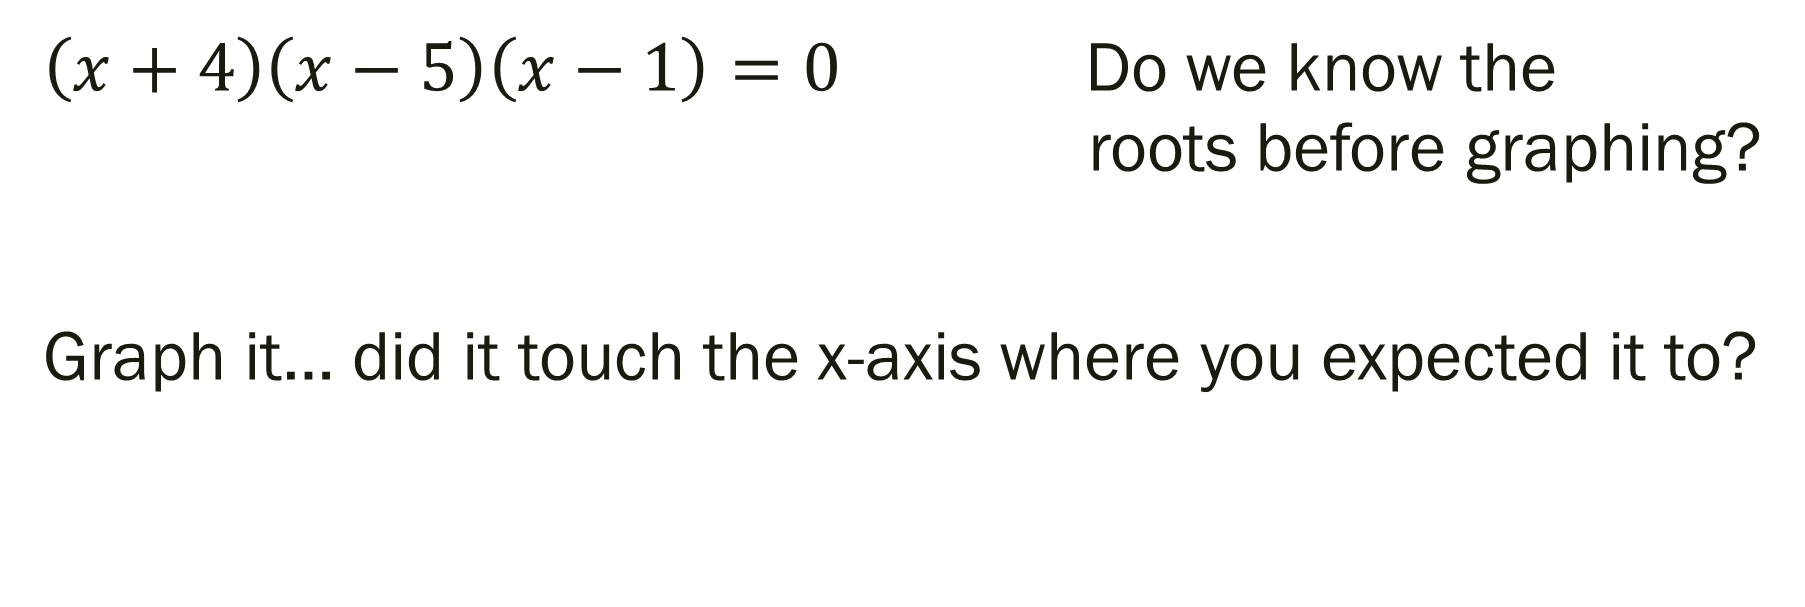 (x + 4)(x − 5)(x − 1) = 0
Do we know the
roots before graphing?
Graph it... did it touch the x-axis where you expected it to?